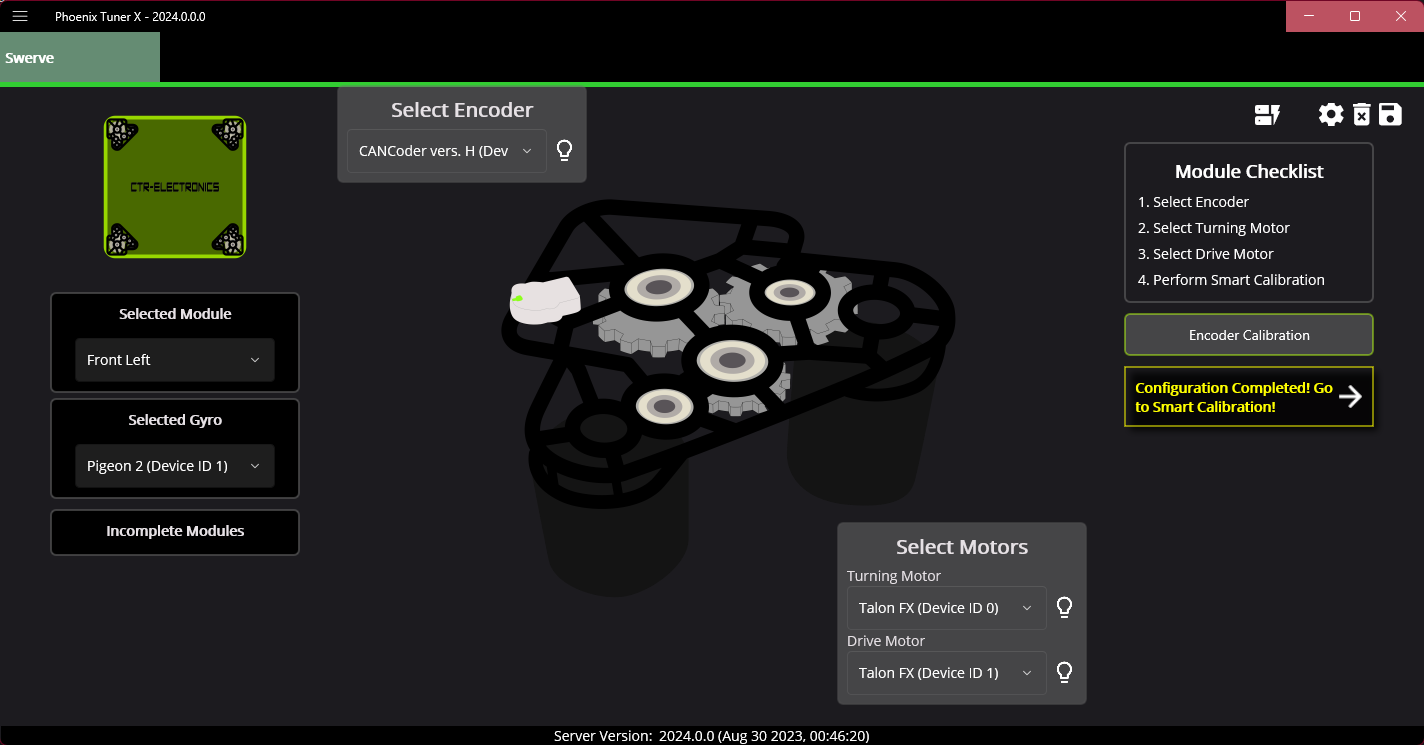 Phoenix Tuner X - 2024.0.0.0
Swerve
CTR-ELECTRONICS
Selected Module
Front Left
Selected Gyro
Pigeon 2 (Device ID 1)
Incomplete Modules
Select Encoder
CANCoder vers. H (Dev
Select Motors
Turning Motor
Talon FX (Device ID 0)
Drive Motor
Talon FX (Device ID 1)
Module Checklist
1. Select Encoder
2. Select Turning Motor
3. Select Drive Motor
4. Perform Smart Calibration
Encoder Calibration
Configuration Completed! Go
to Smart Calibration!
Server Version: 2024.0.0 (Aug 30 2023, 00:46:20)